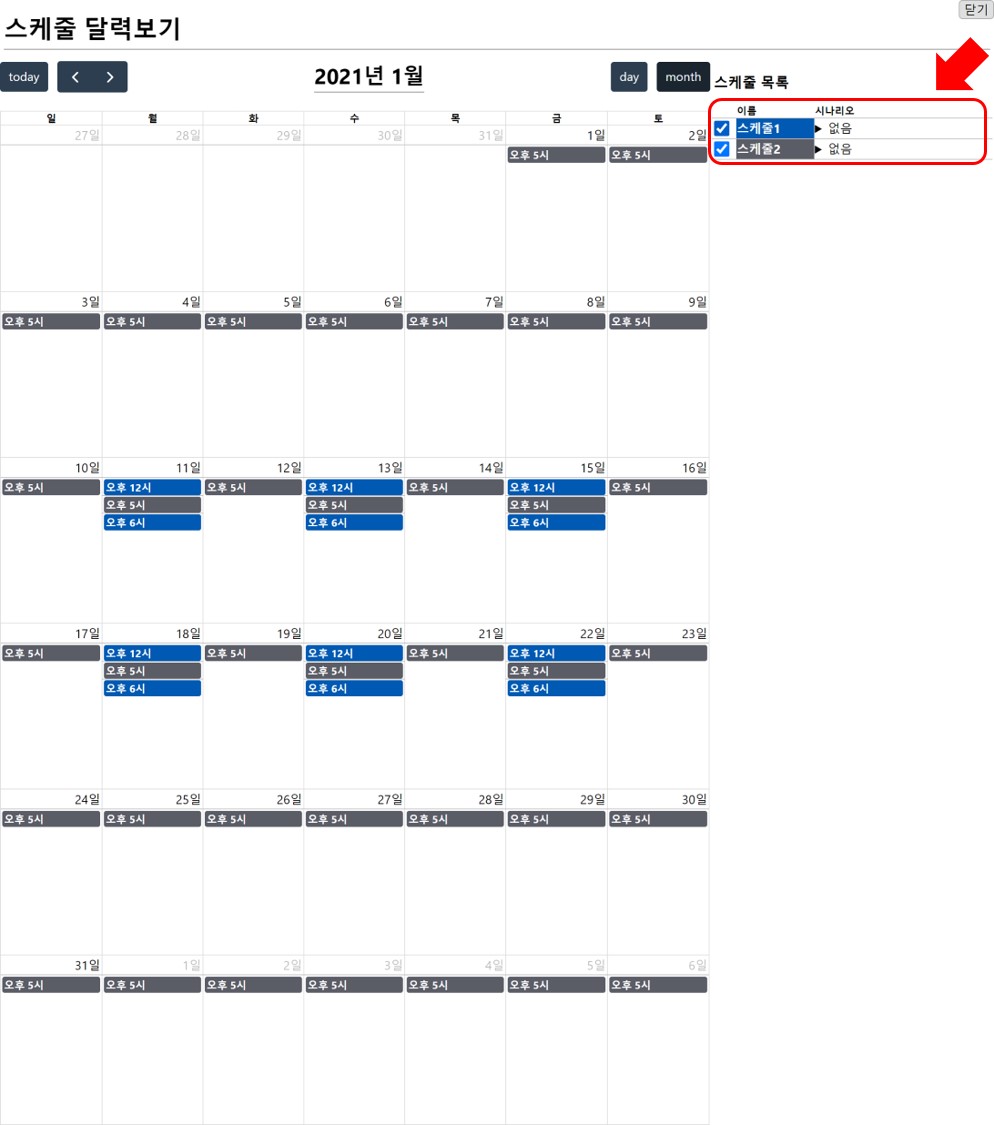 닫기
스케줄 달력보기
today < > 2021년 1월 day month 스케줄 목록
이름 시나리오
스케줄1 ▶ 없음
스케줄2 ▶ 없음
일 월 화 수 목 금 토
27일 28일 29일 30일 31일 1일 2일
오후 5시 오후 5시
3일 4일 5일 6일 7일 8일 9일
오후 5시 오후 5시 오후 5시 오후 5시 오후 5시 오후 5시 오후 5시
10일 11일 12일 13일 14일 15일 16일
오후 5시 오후 12시 오후 5시 오후 12시 오후 5시 오후 12시 오후 5시
오후 5시 오후 5시 오후 5시
오후 6시 오후 6시 오후 6시
17일 18일 19일 20일 21일 22일 23일
오후 5시 오후 12시 오후 5시 오후 12시 오후 5시 오후 12시 오후 5시
오후 5시 오후 5시 오후 5시
오후 6시 오후 6시 오후 6시
24일 25일 26일 27일 28일 29일 30일
오후 5시 오후 5시 오후 5시 오후 5시 오후 5시 오후 5시 오후 5시
31일 1일 2일 3일 4일 5일 6일
오후 5시 오후 5시 오후 5시 오후 5시 오후 5시 오후 5시 오후 5시